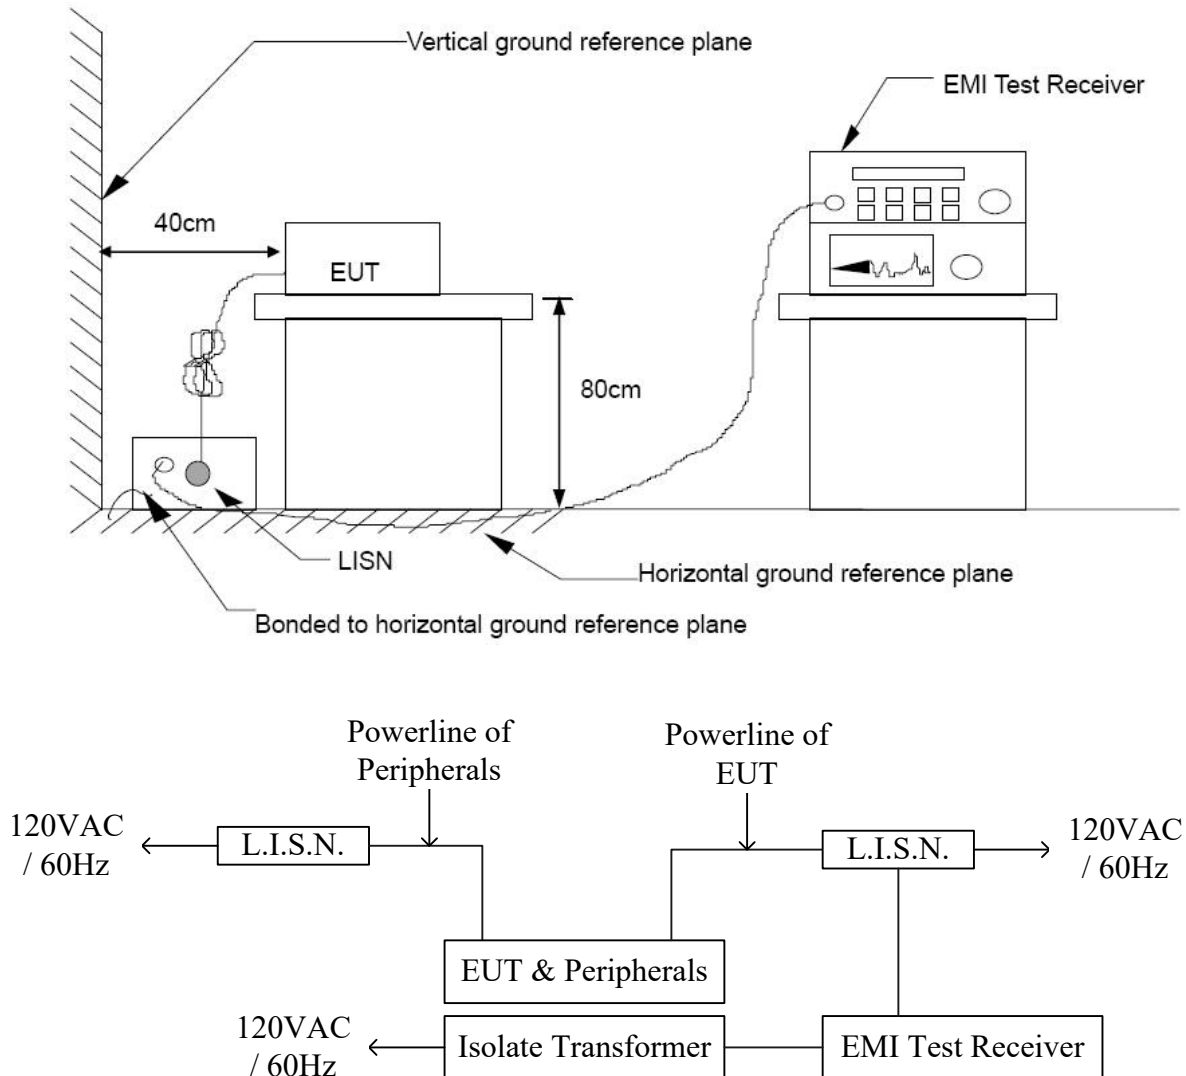 Vertical ground reference plane
EMI Test Receiver
40cm
EUT
80cm
LISN
Horizontal ground reference plane
Bonded to horizontal ground reference plane
Powerline of
Peripherals
Powerline of
EUT
120VAC
/ 60Hz
L.I.S.N.
L.I.S.N.
120VAC
/ 60Hz
EUT & Peripherals
120VAC
/ 60Hz
Isolate Transformer
EMI Test Receiver